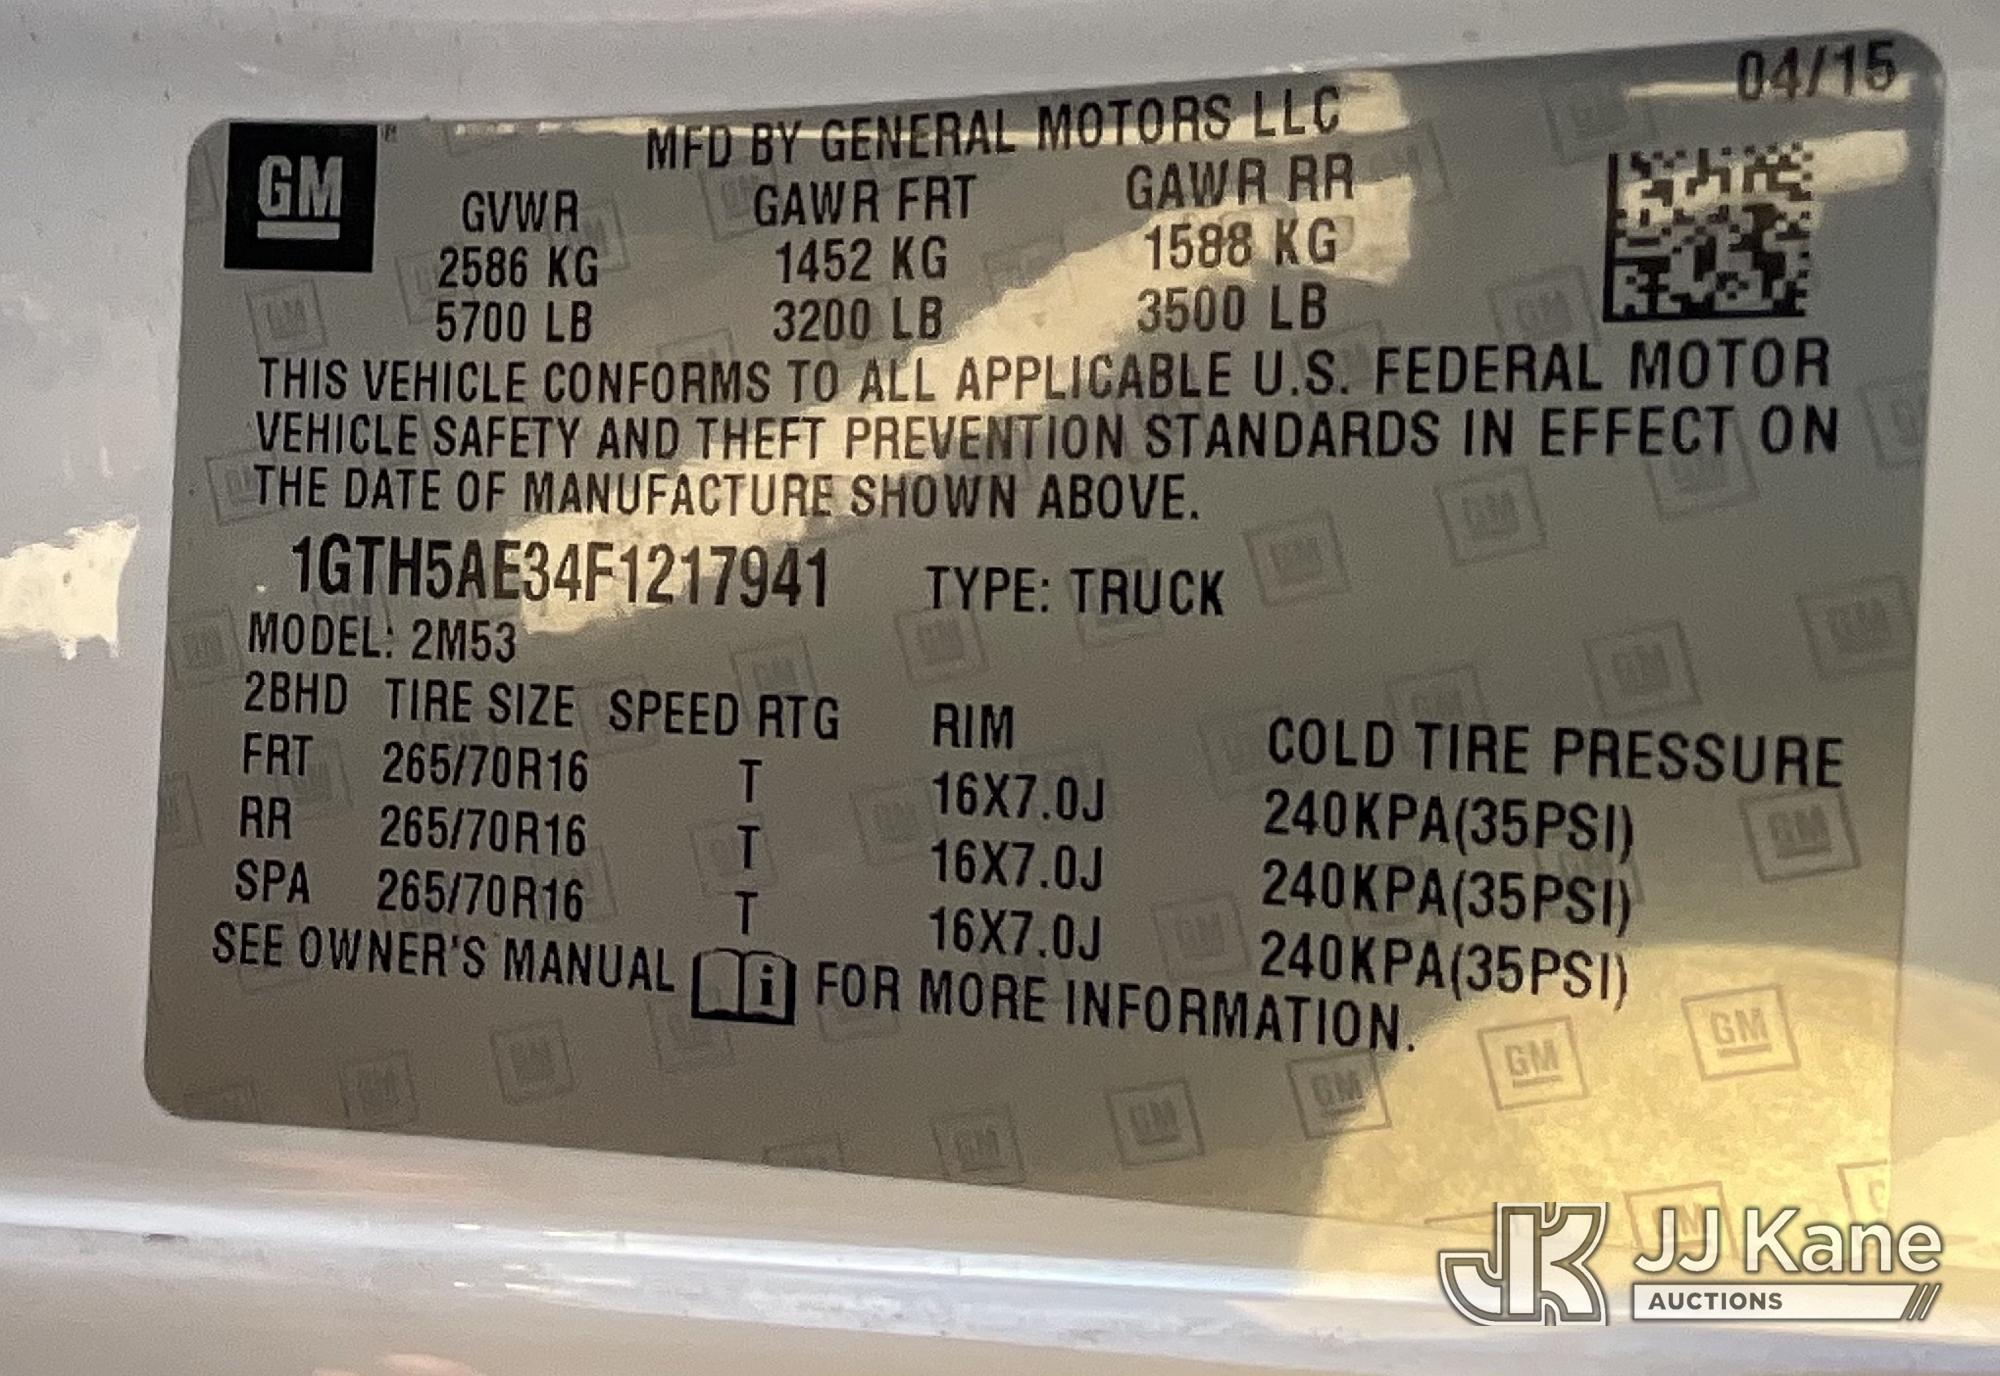 04/15
GM
MFD BY GENERAL MOTORS LLC
GVWR GAWR FRT GAWR RR
2586 KG 1452 KG 1588 KG
5700 LB 3200 LB 3500 LB
THIS VEHICLE CONFORMS TO ALL APPLICABLE U.S. FEDERAL MOTOR
VEHICLE SAFETY AND THEFT PREVENTION STANDARDS IN EFFECT ON
THE DATE OF MANUFACTURE SHOWN ABOVE.
1GTH5AE34F1217941 TYPE: TRUCK
MODEL: 2M53
2BHD TIRE SIZE SPEED RTG RIM COLD TIRE PRESSURE
FRT 265/70R16 T 16X7.0J 240KPA(35PSI)
RR 265/70R16 T 16X7.0J 240KPA(35PSI)
SPA 265/70R16 T 16X7.0J 240KPA(35PSI)
SEE OWNER'S MANUAL i FOR MORE INFORMATION.
JK JJ Kane
AUCTIONS